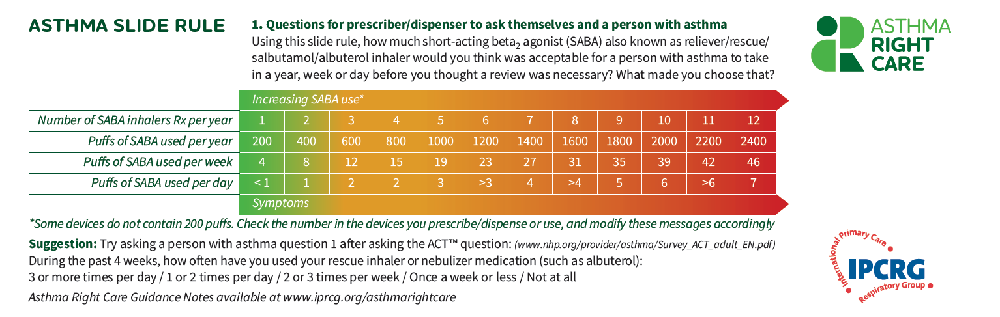 ASTHMA SLIDE RULE
1. Questions for prescriber/dispenser to ask themselves and a person with asthma
Using this slide rule, how much short-acting beta2 agonist (SABA) also known as reliever/rescue/
salbutamol/albuterol inhaler would you think was acceptable for a person with asthma to take
in a year, week or day before you thought a review was necessary? What made you choose that?
ASTHMA
RIGHT
CARE
Increasing SABA use*
Number of SABA inhalers Rx per year 1 2 3 4 5 6 7 8 9 10 11 12
Puffs of SABA used per year 200 400 600 800 1000 1200 1400 1600 1800 2000 2200 2400
Puffs of SABA used per week 4 8 12 15 19 23 27 31 35 39 42 46
Puffs of SABA used per day < 1 1 2 2 3 >3 4 >4 5 6 >6 7
Symptoms
*Some devices do not contain 200 puffs. Check the number in the devices you prescribe/dispense or use, and modify these messages accordingly
Suggestion: Try asking a person with asthma question 1 after asking the ACT™ question: (www.nhp.org/provider/asthma/Survey_ACT_adult_EN.pdf)
During the past 4 weeks, how often have you used your rescue inhaler or nebulizer medication (such as albuterol):
3 or more times per day / 1 or 2 times per day / 2 or 3 times per week / Once a week or less / Not at all
Asthma Right Care Guidance Notes available at www.iprcg.org/asthmarightcare
International Primary Care
IPCRG
Respiratory Group